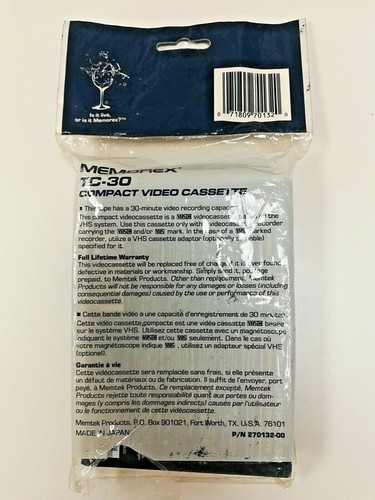 Is it live,
or is it Memorex?™
0 71809 70132 0
MEMOREX®
TC-30
COMPACT VIDEO CASSETTE
■ This tape has a 30-minute video recording
This compact videocassette is a VHS C videocassette
VHS system. Use this cassette only with a videocassette recorder
carrying the VHS C and/or VHS mark. In the case of a VHS marked
recorder, utilize a VHS cassette adaptor (optionally
specified for it.
Full Lifetime Warranty
This videocassette will be replaced free of charge if it is ever found
defective in materials or workmanship. Simply send it, postage
prepaid, to Memtek Products. Other than replacement, Memtek
Products will not be responsible for any damages or losses (including
consequential damages) caused by the use or performance of this
videocassette.
■ Cette bande vidéo a une capacité d'enregistrement de 30 minutes.
Cette vidéo cassette compacte est une vidéo cassette VHS C basée
sur le système VHS. Utilisez cette cassette avec un magnétoscope
indiquant le système VHS C et/ou VHS seulement. Dans le cas où
votre magnétoscope indique VHS, utilisez un adapteur spécial VHS
(optionel).
Garantie à vie
Cette vidéocassette sera remplacée sans frais, si elle présente
un défaut de matériaux ou de fabrication. Il suffit de l'envoyer, port
payé, à Memtek Products. Ce remplacement excepté, Memtek
Products rejette toute responsabilité quant aux pertes ou dom-
mages (y compris les dommages indirects) causés par l'utilisateur
ou le fonctionnement de cette vidéocassette.
Memtek Products, P.O. Box 901021, Fort Worth, TX, U.S.A. 76101
MADE IN JAPAN P/N 270132-00